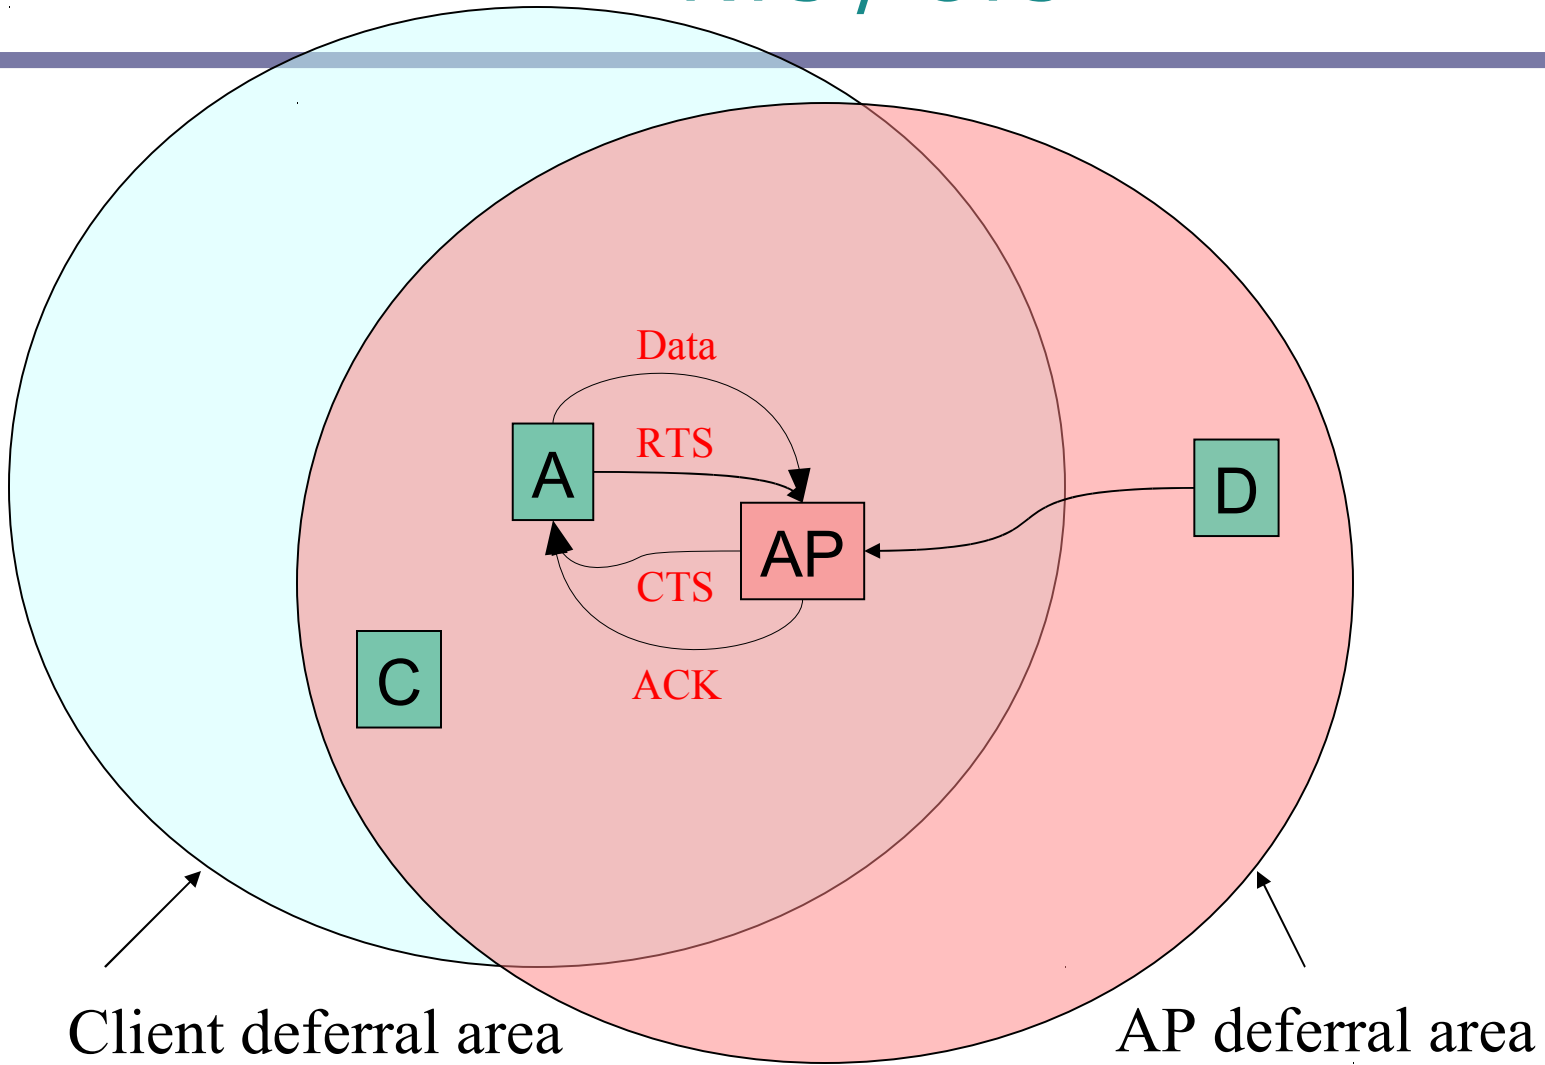 Data
RTS
A
D
AP
CTS
C
ACK
Client deferral area
AP deferral area